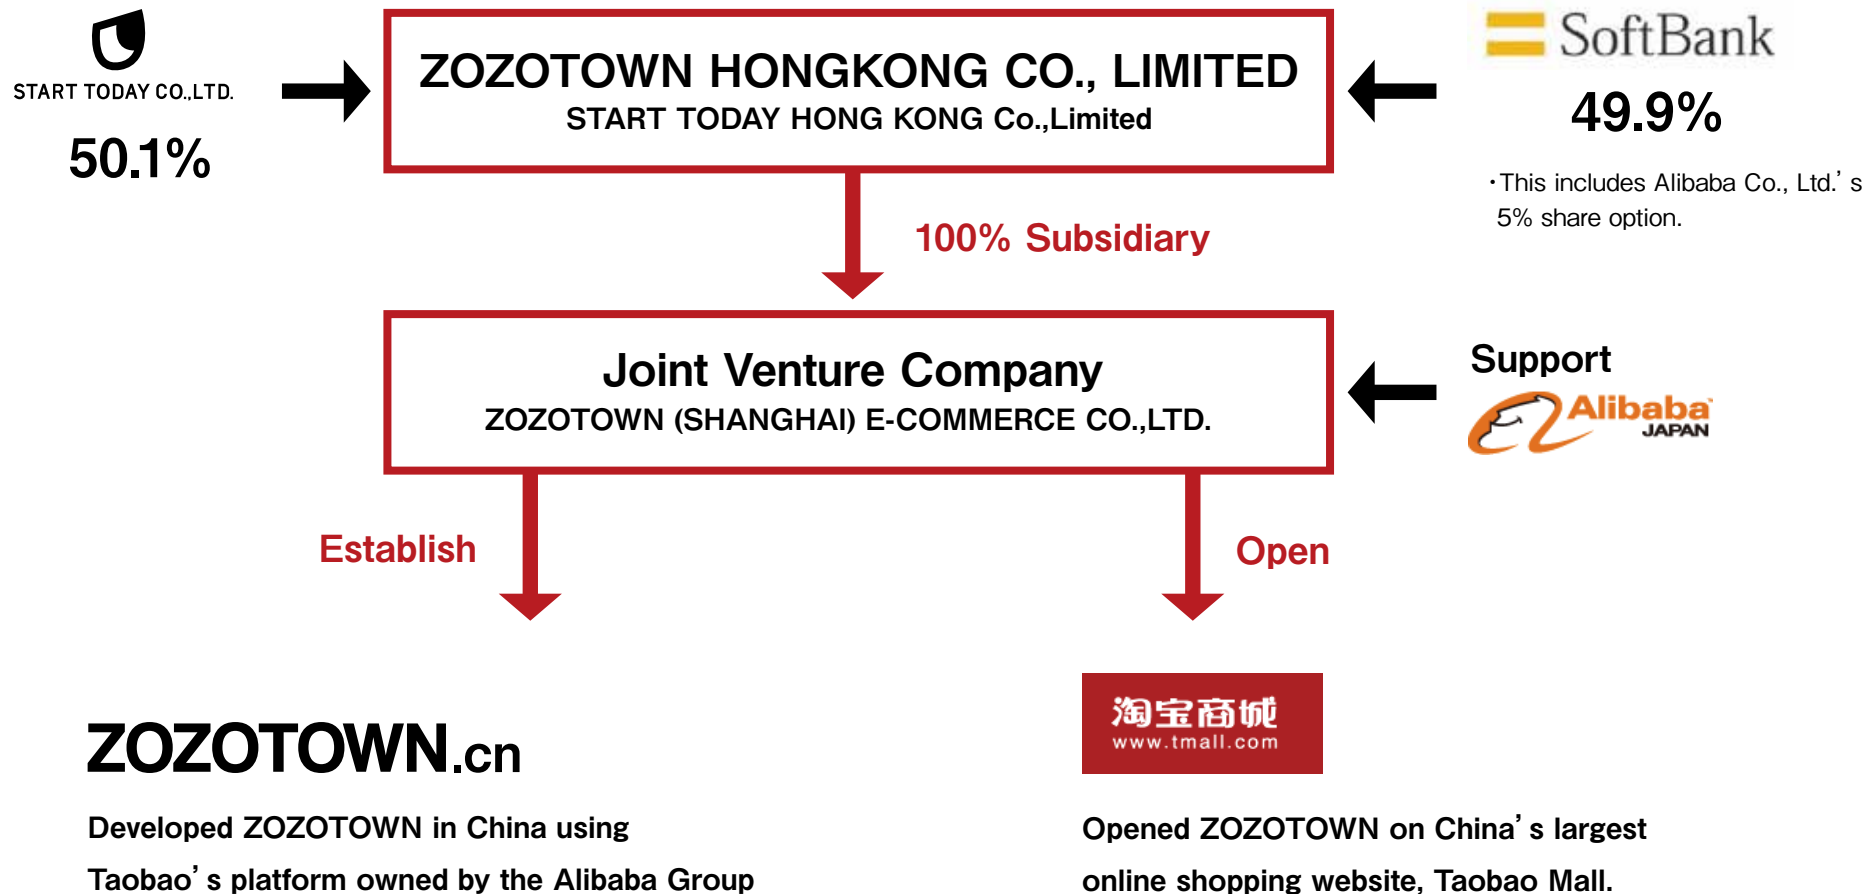 START TODAY CO.,LTD.
50.1%
ZOZOTOWN HONGKONG CO., LIMITED
START TODAY HONG KONG Co.,Limited
SoftBank
49.9%
・This includes Alibaba Co., Ltd.’s
5% share option.
100% Subsidiary
Joint Venture Company
ZOZOTOWN (SHANGHAI) E-COMMERCE CO.,LTD.
Support
Alibaba™
JAPAN
Establish
Open
ZOZOTOWN.cn
Developed ZOZOTOWN in China using
Taobao’s platform owned by the Alibaba Group
淘宝商城
www.tmall.com
Opened ZOZOTOWN on China’s largest
online shopping website, Taobao Mall.